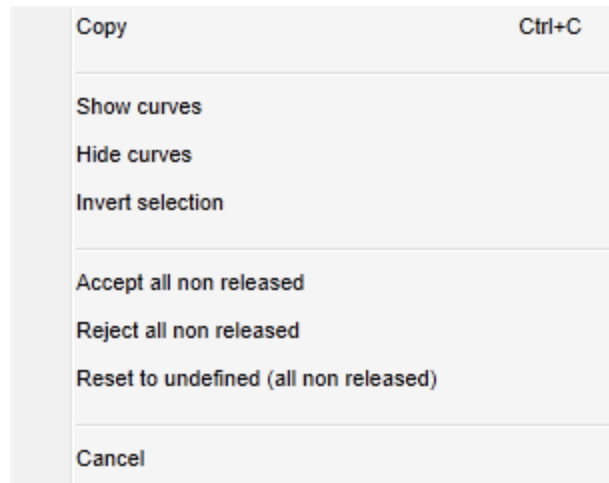 Copy Ctrl+C
Show curves
Hide curves
Invert selection
Accept all non released
Reject all non released
Reset to undefined (all non released)
Cancel